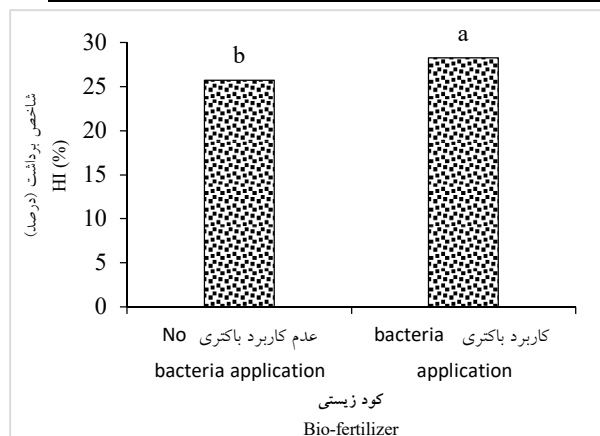 شاخص برداشت (درصد)
HI (%)
30
25
20
15
10
5
0
b
a
عدم کاربرد باکتری No
bacteria application
کاربرد باکتری bacteria
application
کود زیستی
Bio-fertilizer